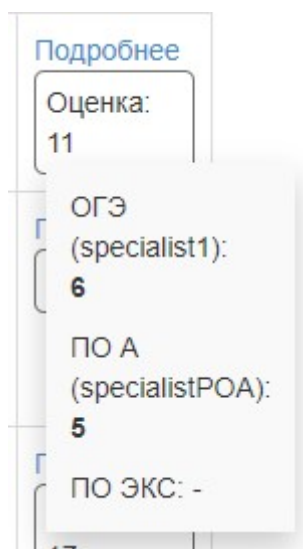 Подробнее
Оценка:
11
ОГЭ
(specialist1):
6
ПО А
(specialistPOA):
5
ПО ЭКС: -